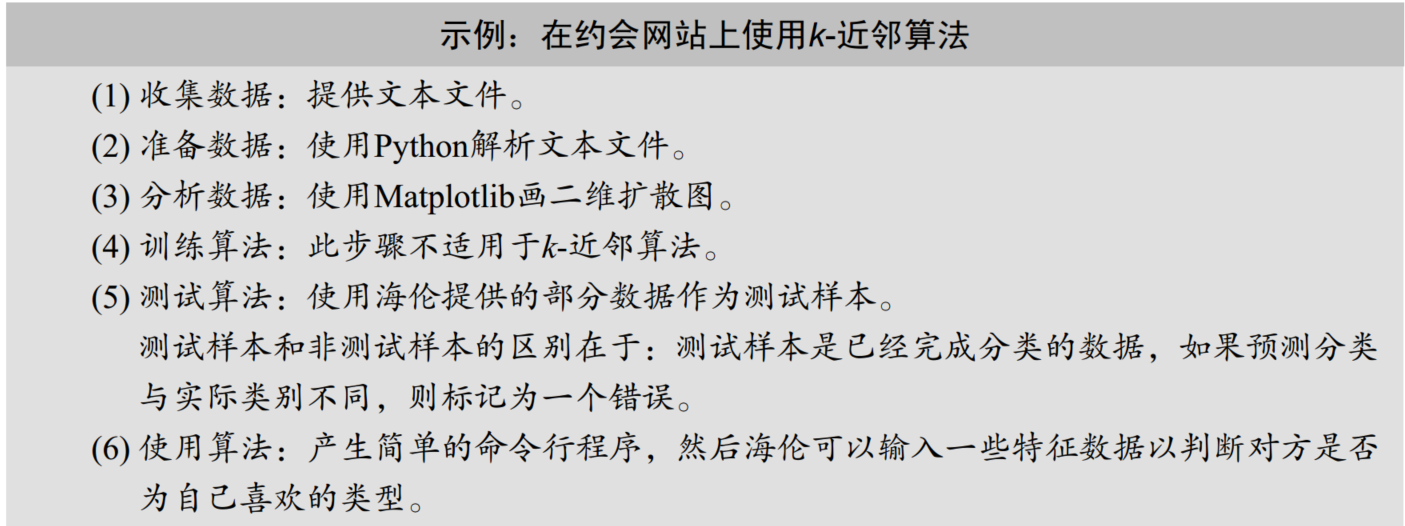 示例：在约会网站上使用k-近邻算法
(1) 收集数据：提供文本文件。
(2) 准备数据：使用Python解析文本文件。
(3) 分析数据：使用Matplotlib画二维扩散图。
(4) 训练算法：此步骤不适用于k-近邻算法。
(5) 测试算法：使用海伦提供的部分数据作为测试样本。
测试样本和非测试样本的区别在于：测试样本是已经完成分类的数据，如果预测分类
与实际类别不同，则标记为一个错误。
(6) 使用算法：产生简单的命令行程序，然后海伦可以输入一些特征数据以判断对方是否
为自己喜欢的类型。